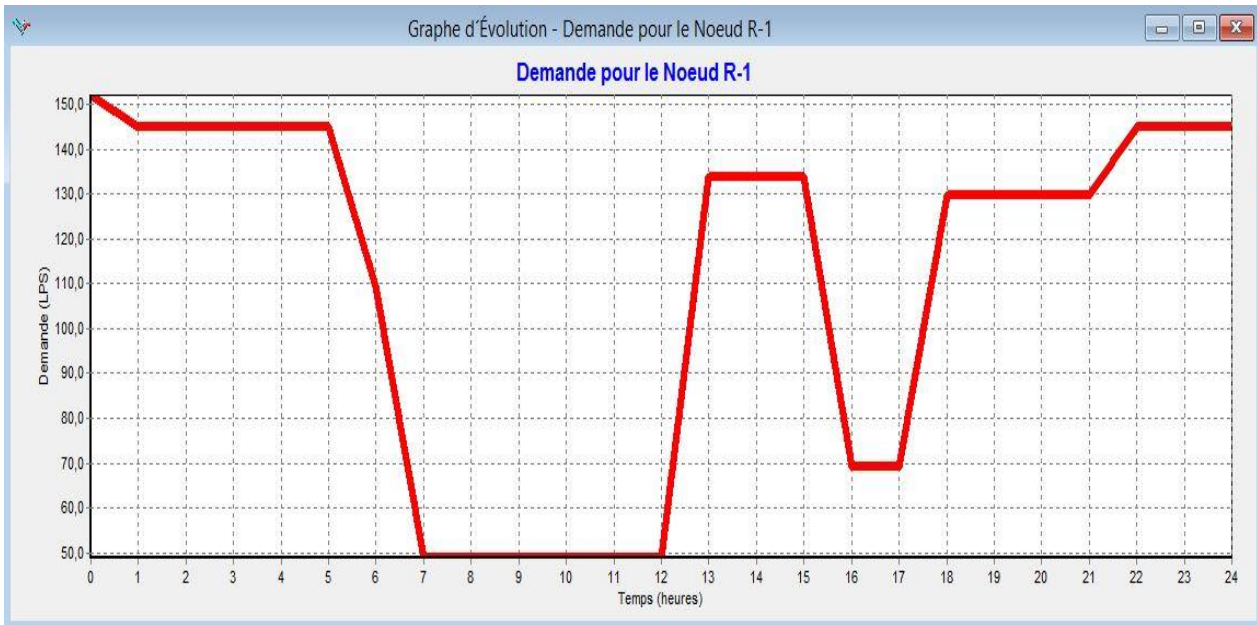 Graphe d´Évolution - Demande pour le Noeud R-1
Demande pour le Noeud R-1
150,0
140,0
130,0
120,0
110,0
100,0
90,0
80,0
70,0
60,0
50,0
Demande (LPS)
0 1 2 3 4 5 6 7 8 9 10 11 12 13 14 15 16 17 18 19 20 21 22 23 24
Temps (heures)